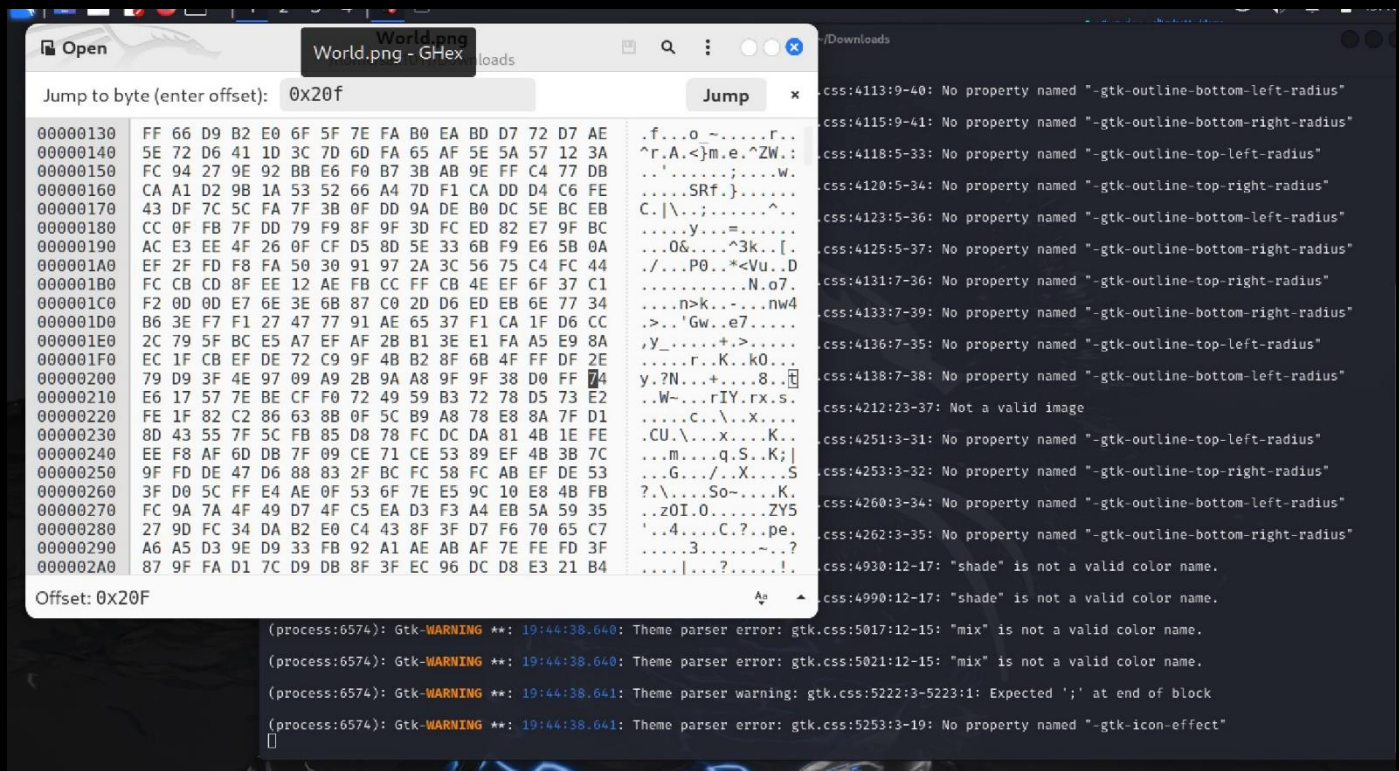 Open
World.png
World.png - GHex
loads
~/Downloads
Jump to byte (enter offset): 0x20f Jump ×
00000130 FF 66 D9 B2 E0 6F 5F 7E FA B0 EA BD D7 72 D7 AE .f...o_~.....r..
00000140 5E 72 D6 41 1D 3C 7D 6D FA 65 AF 5E 5A 57 12 3A ^r.A.<}m.e.^ZW.:
00000150 FC 94 27 9E 92 BB E6 F0 B7 3B AB 9E FF C4 77 DB ..'......;....w.
00000160 CA A1 D2 9B 1A 53 52 66 A4 7D F1 CA DD D4 C6 FE .....SRf.}......
00000170 43 DF 7C 5C FA 7F 3B 0F DD 9A DE B0 DC 5E BC EB C.|\..;......^..
00000180 CC 0F FB 7F DD 79 F9 8F 9F 3D FC ED 82 E7 9F BC .....y...=......
00000190 AC E3 EE 4F 26 0F CF D5 8D 5E 33 6B F9 E6 5B 0A ...O&....^3k..[.
000001A0 EF 2F FD F8 FA 50 30 91 97 2A 3C 56 75 C4 FC 44 ./...P0..*<Vu..D
000001B0 FC CB CD 8F EE 12 AE FB CC FF CB 4E EF 6F 37 C1 ...........N.o7.
000001C0 F2 0D 0D E7 6E 3E 6B 87 C0 2D D6 ED EB 6E 77 34 ....n>k..-...nw4
000001D0 B6 3E F7 F1 27 47 77 91 AE 65 37 F1 CA 1F D6 CC .>..'Gw..e7.....
000001E0 2C 79 5F BC E5 A7 EF AF 2B B1 3E E1 FA A5 E9 8A ,y_.....+.>.....
000001F0 EC 1F CB EF DE 72 C9 9F 4B B2 8F 6B 4F FF DF 2E .....r..K..kO...
00000200 79 D9 3F 4E 97 09 A9 2B 9A A8 9F 9F 38 D0 FF 74 y.?N...+....8..t
00000210 E6 17 57 7E BE CF F0 72 49 59 B3 72 78 D5 73 E2 ..W~...rIY.rx.s.
00000220 FE 1F 82 C2 86 63 8B 0F 5C B9 A8 78 E8 8A 7F D1 .....c..\..x....
00000230 8D 43 55 7F 5C FB 85 D8 78 FC DC DA 81 4B 1E FE .CU.\...x....K..
00000240 EE F8 AF 6D DB 7F 09 CE 71 CE 53 89 EF 4B 3B 7C ...m....q.S..K;|
00000250 9F FD DE 47 D6 88 83 2F BC FC 58 FC AB EF DE 53 ...G.../..X....S
00000260 3F D0 5C FF E4 AE 0F 53 6F 7E E5 9C 10 E8 4B FB ?.\....So~....K.
00000270 FC 9A 7A 4F 49 D7 4F C5 EA D3 F3 A4 EB 5A 59 35 ..zOI.O......ZY5
00000280 27 9D FC 34 DA B2 E0 C4 43 8F 3F D7 F6 70 65 C7 '..4....C.?..pe.
00000290 A6 A5 D3 9E D9 33 FB 92 A1 AE AB AF 7E FE FD 3F .....3......~..?
000002A0 87 9F FA D1 7C D9 DB 8F 3F EC 96 DC D8 E3 21 B4 ....|...?.....!.
Offset: 0x20F
.css:4113:9-40: No property named "-gtk-outline-bottom-left-radius"
.css:4115:9-41: No property named "-gtk-outline-bottom-right-radius"
.css:4118:5-33: No property named "-gtk-outline-top-left-radius"
.css:4120:5-34: No property named "-gtk-outline-top-right-radius"
.css:4123:5-36: No property named "-gtk-outline-bottom-left-radius"
.css:4125:5-37: No property named "-gtk-outline-bottom-right-radius"
.css:4131:7-36: No property named "-gtk-outline-top-right-radius"
.css:4133:7-39: No property named "-gtk-outline-bottom-right-radius"
.css:4136:7-35: No property named "-gtk-outline-top-left-radius"
.css:4138:7-38: No property named "-gtk-outline-bottom-left-radius"
.css:4212:23-37: Not a valid image
.css:4251:3-31: No property named "-gtk-outline-top-left-radius"
.css:4253:3-32: No property named "-gtk-outline-top-right-radius"
.css:4260:3-34: No property named "-gtk-outline-bottom-left-radius"
.css:4262:3-35: No property named "-gtk-outline-bottom-right-radius"
.css:4930:12-17: "shade" is not a valid color name.
.css:4990:12-17: "shade" is not a valid color name.
(process:6574): Gtk-WARNING **: 19:44:38.640: Theme parser error: gtk.css:5017:12-15: "mix" is not a valid color name.
(process:6574): Gtk-WARNING **: 19:44:38.640: Theme parser error: gtk.css:5021:12-15: "mix" is not a valid color name.
(process:6574): Gtk-WARNING **: 19:44:38.641: Theme parser warning: gtk.css:5222:3-5223:1: Expected ';' at end of block
(process:6574): Gtk-WARNING **: 19:44:38.641: Theme parser error: gtk.css:5253:3-19: No property named "-gtk-icon-effect"